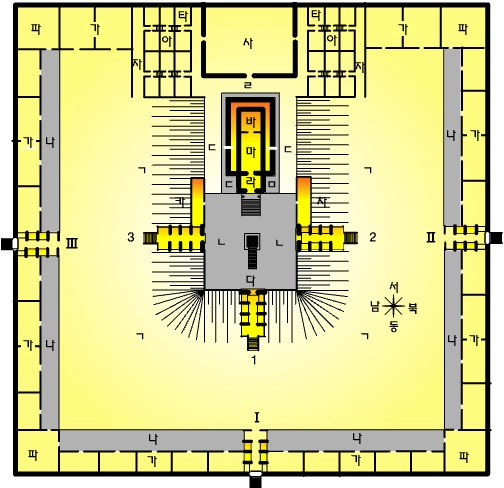 파 가 타 사 타 가 파
아 아
자 자
ㄹ
바
가 나 ㄷ 마 ㄷ 나 가
ㄱ ㄷ 라 ㅁ ㄱ
카 차
3 ㄴ ㄴ 2
Ⅲ Ⅱ
다
서
남 북
동
ㄱ ㄱ
가 나 나 가
1
Ⅰ
나 나
파 가 가 파